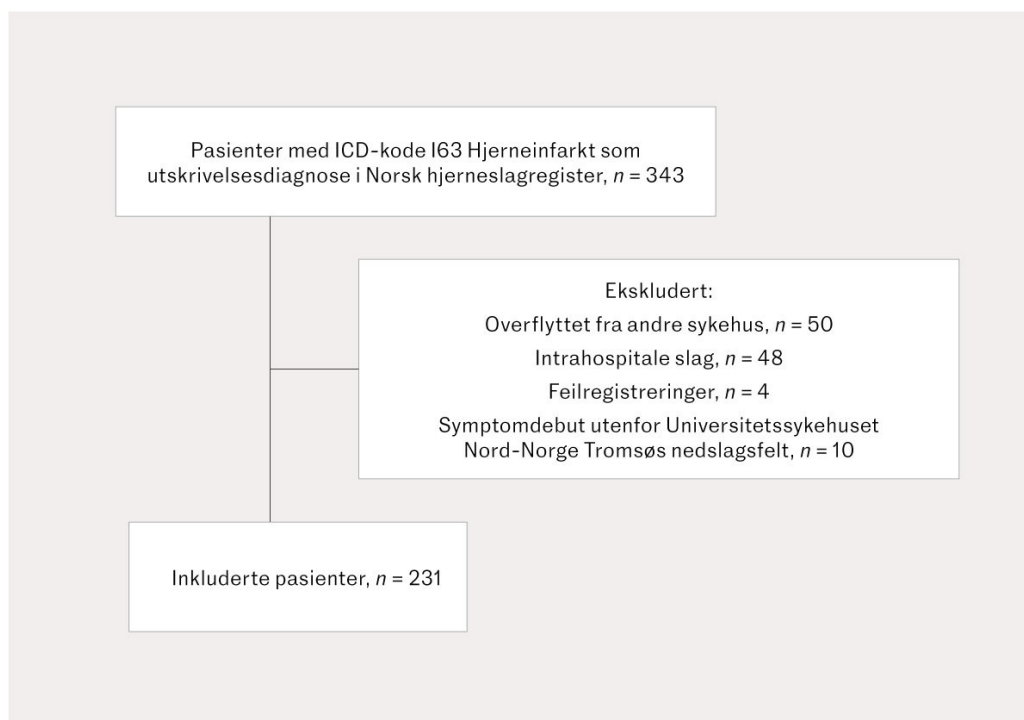 Pasienter med ICD-kode I63 Hjerneinfarkt som
utskrivelsesdiagnose i Norsk hjerneslagregister, n = 343
Ekskludert:
Overflyttet fra andre sykehus, n = 50
Intrahospitale slag, n = 48
Feilregistreringer, n = 4
Symptomdebut utenfor Universitetssykehuset
Nord-Norge Tromsøs nedslagsfelt, n = 10
Inkluderte pasienter, n = 231